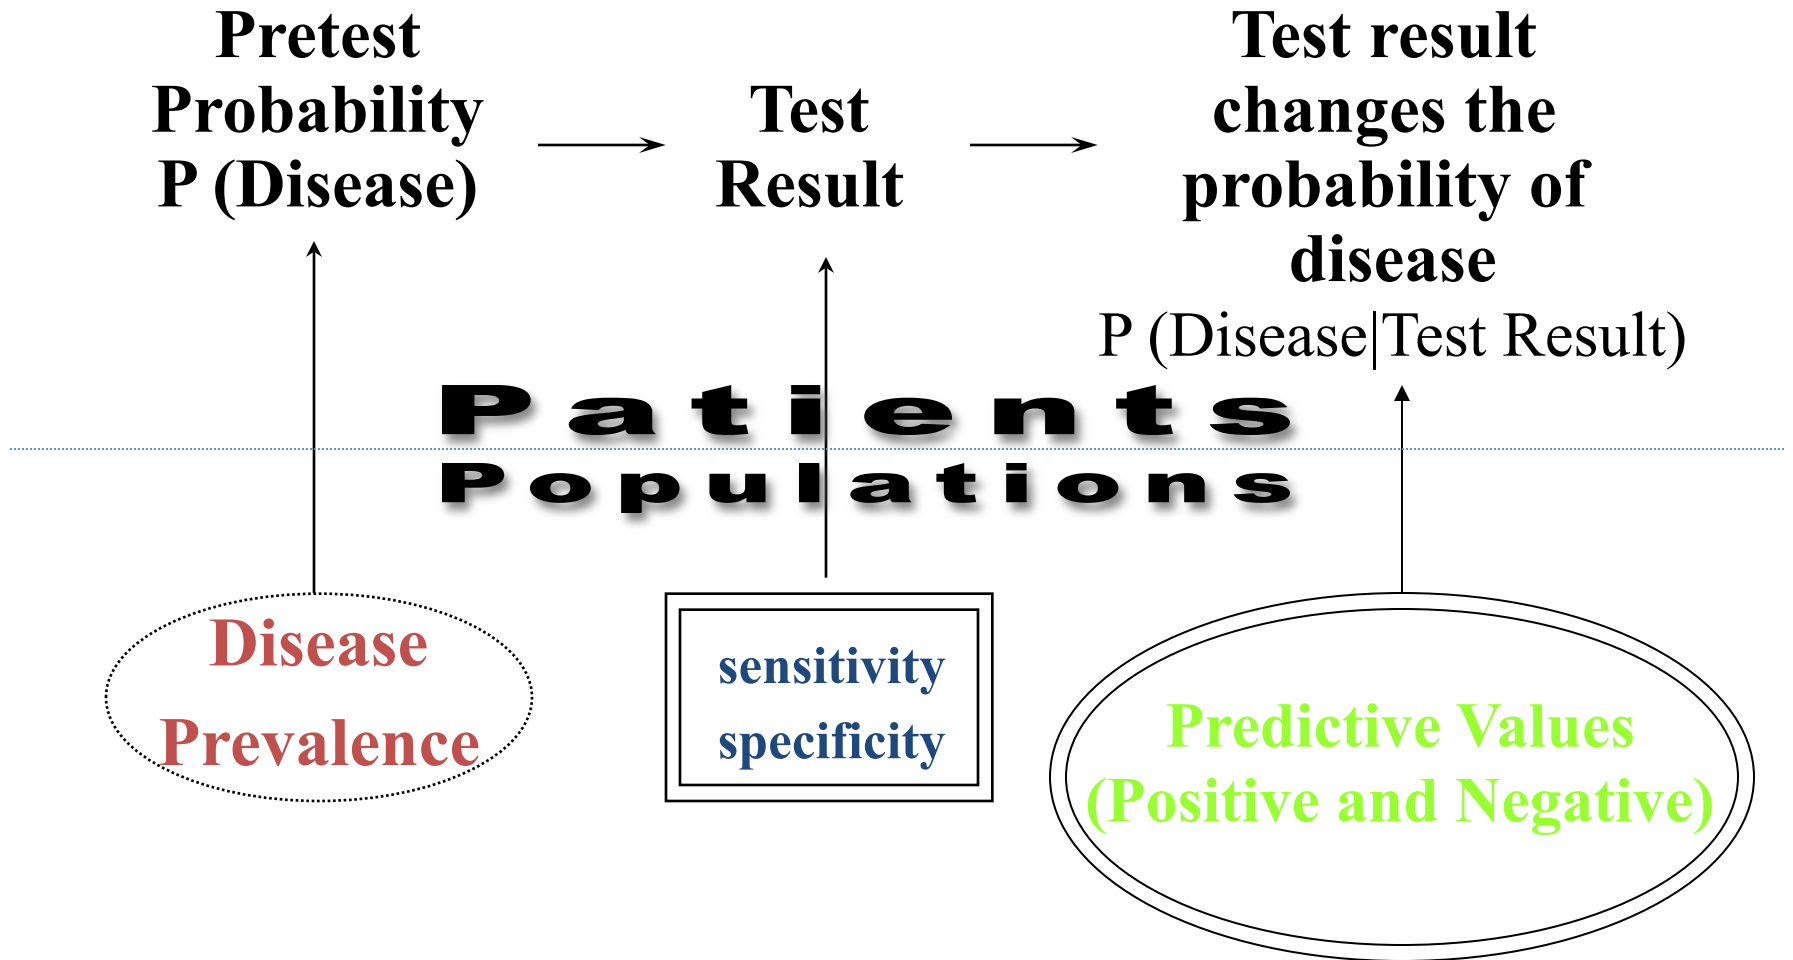 Pretest
Probability
P (Disease)
Test
Result
Test result
changes the
probability of
disease
P (Disease|Test Result)
Patients
Populations
Disease
Prevalence
sensitivity
specificity
Predictive Values
(Positive and Negative)